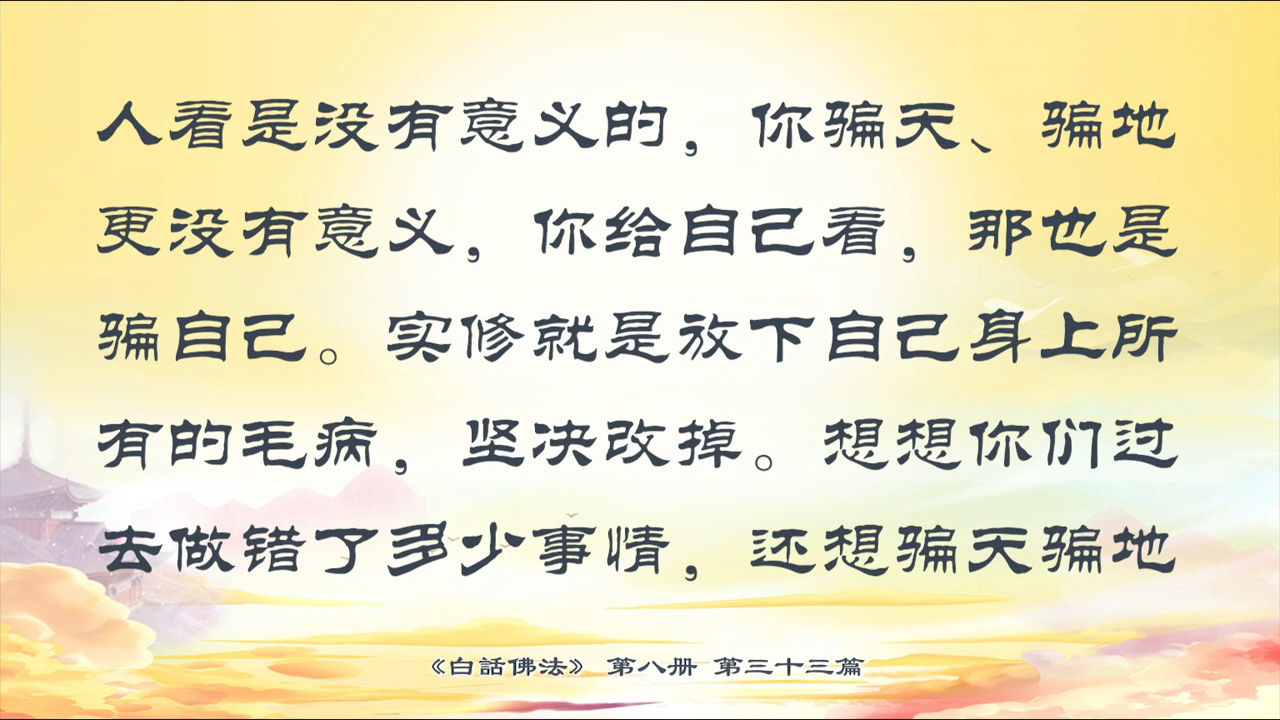 人看是没有意义的，你骗天、骗地
更没有意义，你给自己看，那也是
骗自己。实修就是放下自己身上所
有的毛病，坚决改掉。想想你们过
去做错了多少事情，还想骗天骗地
《白話佛法》 第八册 第三十三篇